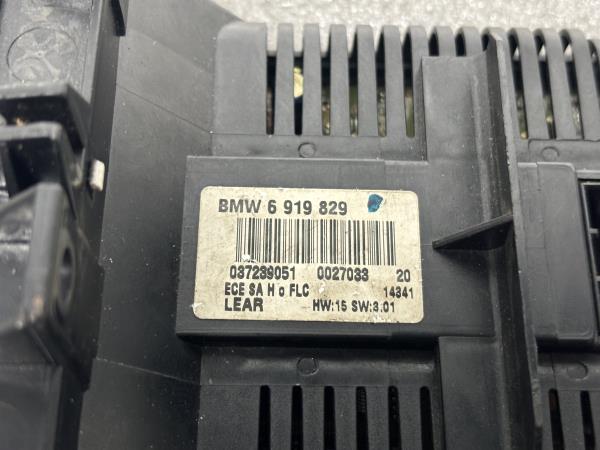 BMW 6 919 829
037239051 0027033 20
ECE SA H o FLC 14341
LEAR HW:15 SW:3.01